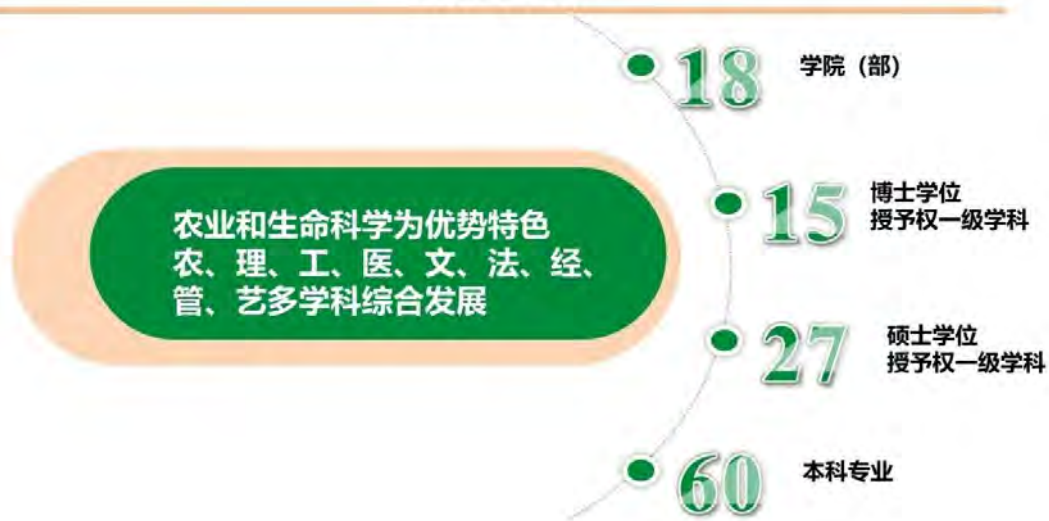 18
学院（部）
农业和生命科学为优势特色
农、理、工、医、文、法、经、
管、艺多学科综合发展
15
博士学位
授予权一级学科
27
硕士学位
授予权一级学科
60
本科专业